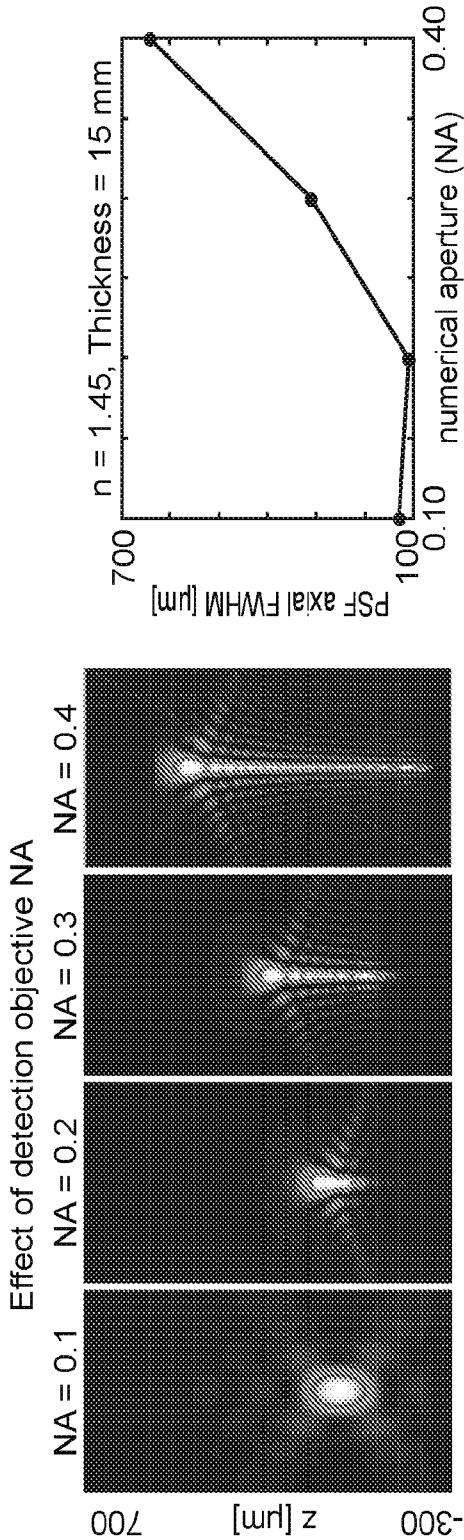 Effect of detection objective NA
NA = 0.1
NA = 0.2
NA = 0.3
NA = 0.4
700
z [μm]
-300
n = 1.45, Thickness = 15 mm
700
PSF axial FWHM [μm]
100
0.10
0.40
numerical aperture (NA)